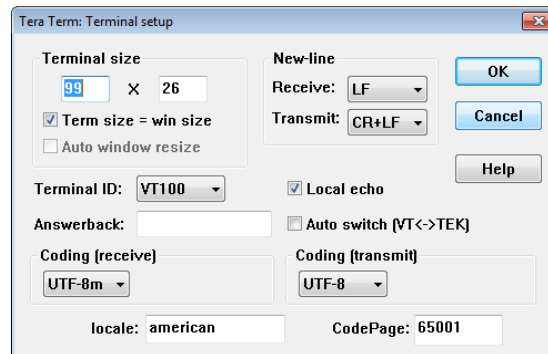 Tera Term: Terminal setup
Terminal size
99 X 26
Term size = win size
Auto window resize
New-line
Receive: LF
Transmit: CR+LF
OK
Cancel
Help
Terminal ID: VT100
Local echo
Answerback:
Auto switch (VT<->TEK)
Coding (receive)
UTF-8m
Coding (transmit)
UTF-8
locale: american
CodePage: 65001